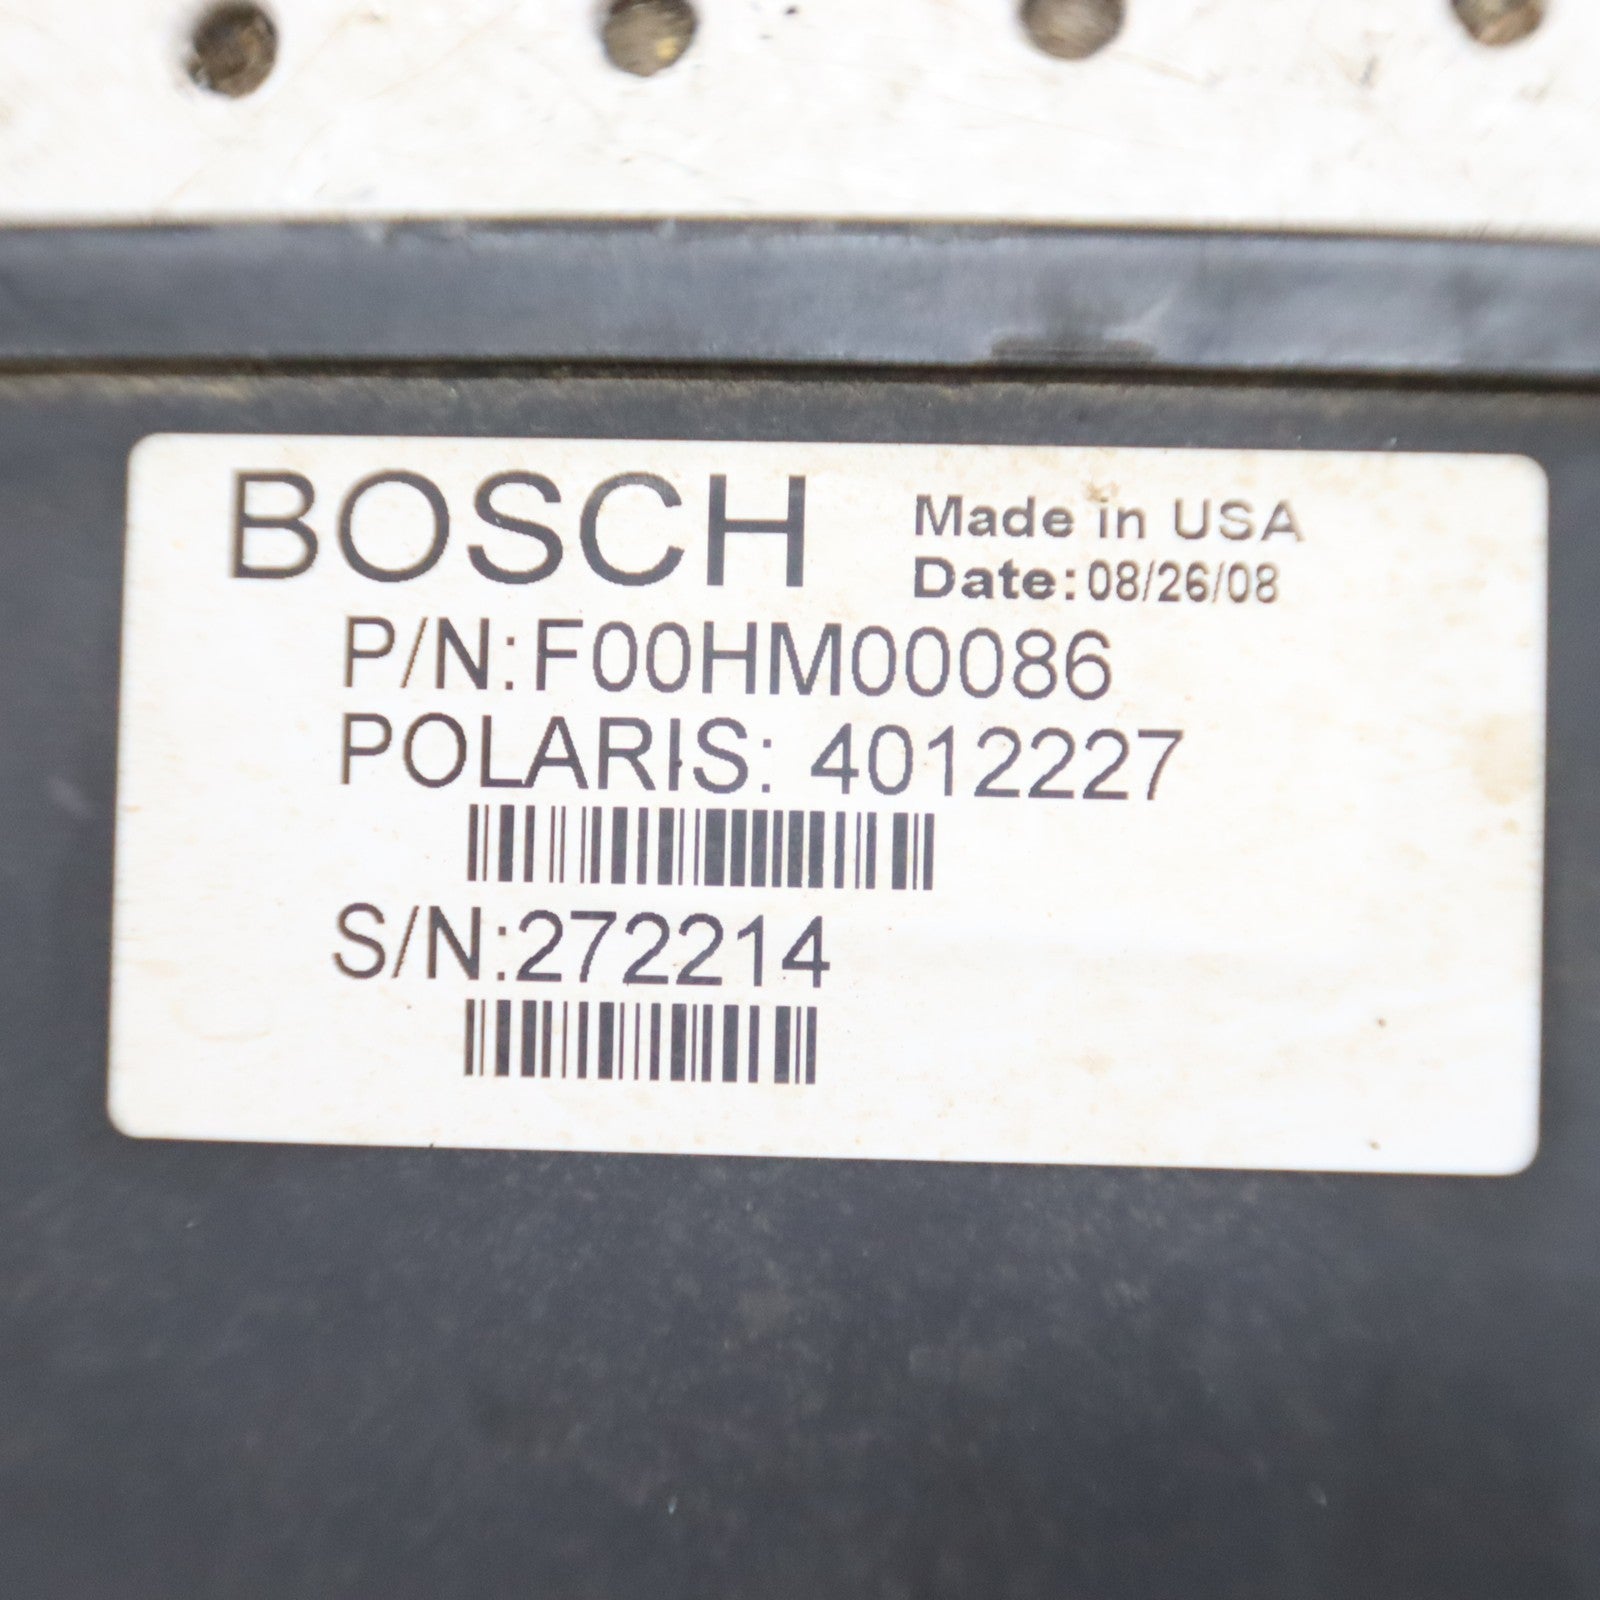 BOSCH
Made in USA
Date: 08/26/08
P/N:F00HM00086
POLARIS: 4012227
S/N:272214